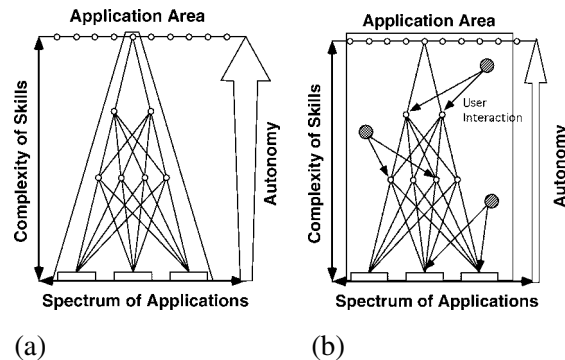 Application Area
Complexity of Skills
Autonomy
Spectrum of Applications
(a)
Application Area
User
Interaction
Complexity of Skills
Autonomy
Spectrum of Applications
(b)